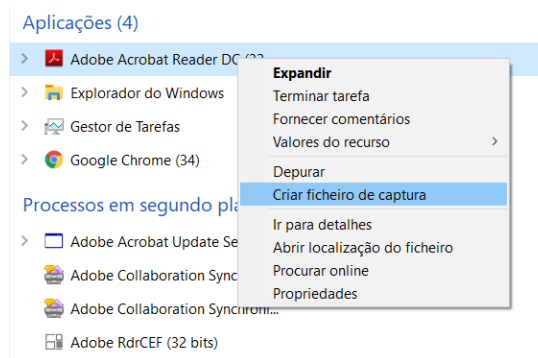 Aplicações (4)
Adobe Acrobat Reader DC (32
Explorador do Windows
Gestor de Tarefas
Google Chrome (34)
Processos em segundo pla
Adobe Acrobat Update Se
Adobe Collaboration Sync
Adobe Collaboration Synchroni...
Adobe RdrCEF (32 bits)
Expandir
Terminar tarefa
Fornecer comentários
Valores do recurso
Depurar
Criar ficheiro de captura
Ir para detalhes
Abrir localização do ficheiro
Procurar online
Propriedades